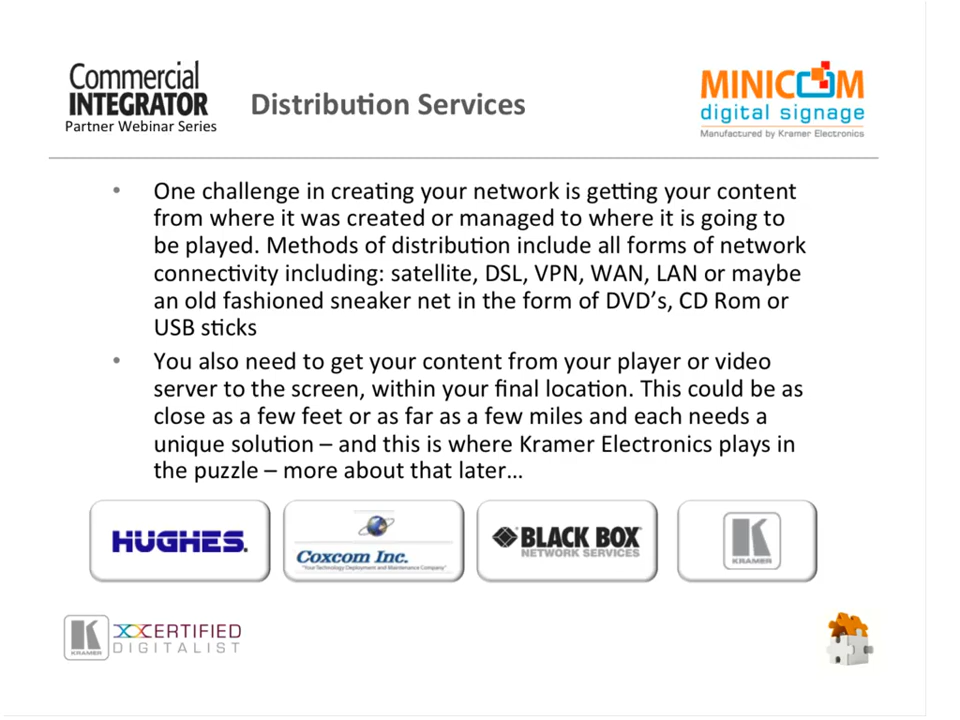 Commercial
INTEGRATOR
Partner Webinar Series
Distribution Services
MINICOM
digital signage
Manufactured by Kramer Electronics
• One challenge in creating your network is getting your content
from where it was created or managed to where it is going to
be played. Methods of distribution include all forms of network
connectivity including: satellite, DSL, VPN, WAN, LAN or maybe
an old fashioned sneaker net in the form of DVD's, CD Rom or
USB sticks
• You also need to get your content from your player or video
server to the screen, within your final location. This could be as
close as a few feet or as far as a few miles and each needs a
unique solution – and this is where Kramer Electronics plays in
the puzzle – more about that later…
HUGHES.
Coxcom Inc.
"Your Technology Deployment and Maintenance Company"
BLACK BOX
NETWORK SERVICES
K
KRAMER
K
KRAMER
CERTIFIED
DIGITALIST